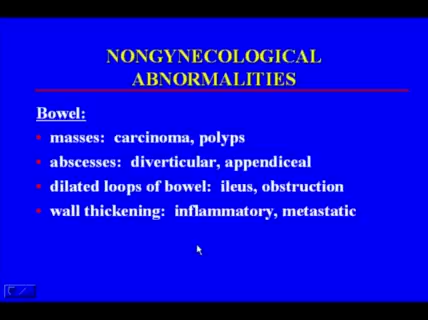 NONGYNECOLOGICAL
ABNORMALITIES
Bowel:
masses: carcinoma, polyps
abscesses: diverticular, appendiceal
dilated loops of bowel: ileus, obstruction
wall thickening: inflammatory, metastatic